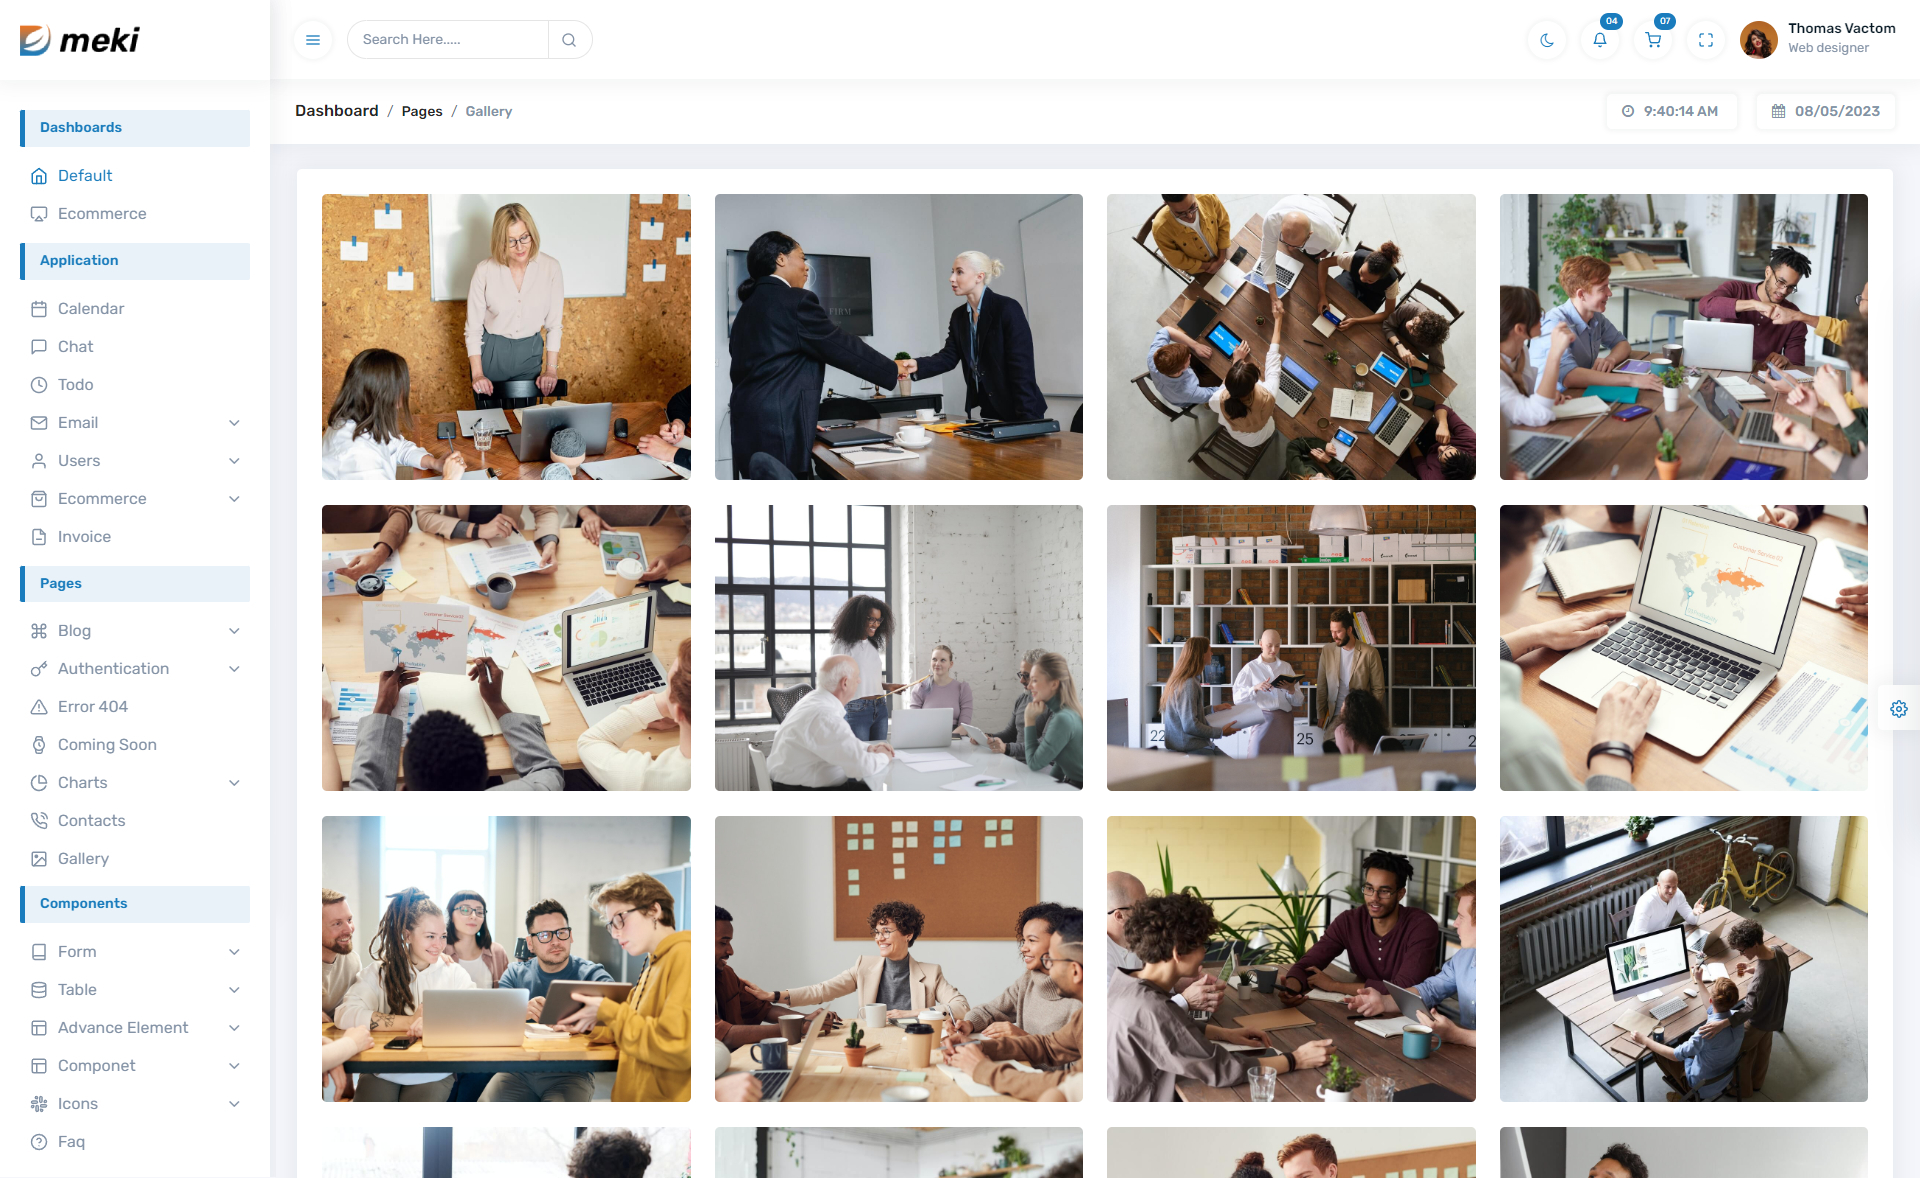 meki
Search Here.....
04
07
Thomas Vactom
Web designer
Dashboard / Pages / Gallery
9:40:14 AM
08/05/2023
Dashboards
Default
Ecommerce
Application
Calendar
Chat
Todo
Email
Users
Ecommerce
Invoice
Pages
Blog
Authentication
Error 404
Coming Soon
Charts
Contacts
Gallery
Components
Form
Table
Advance Element
Componet
Icons
Faq
FIRM
22
25
2